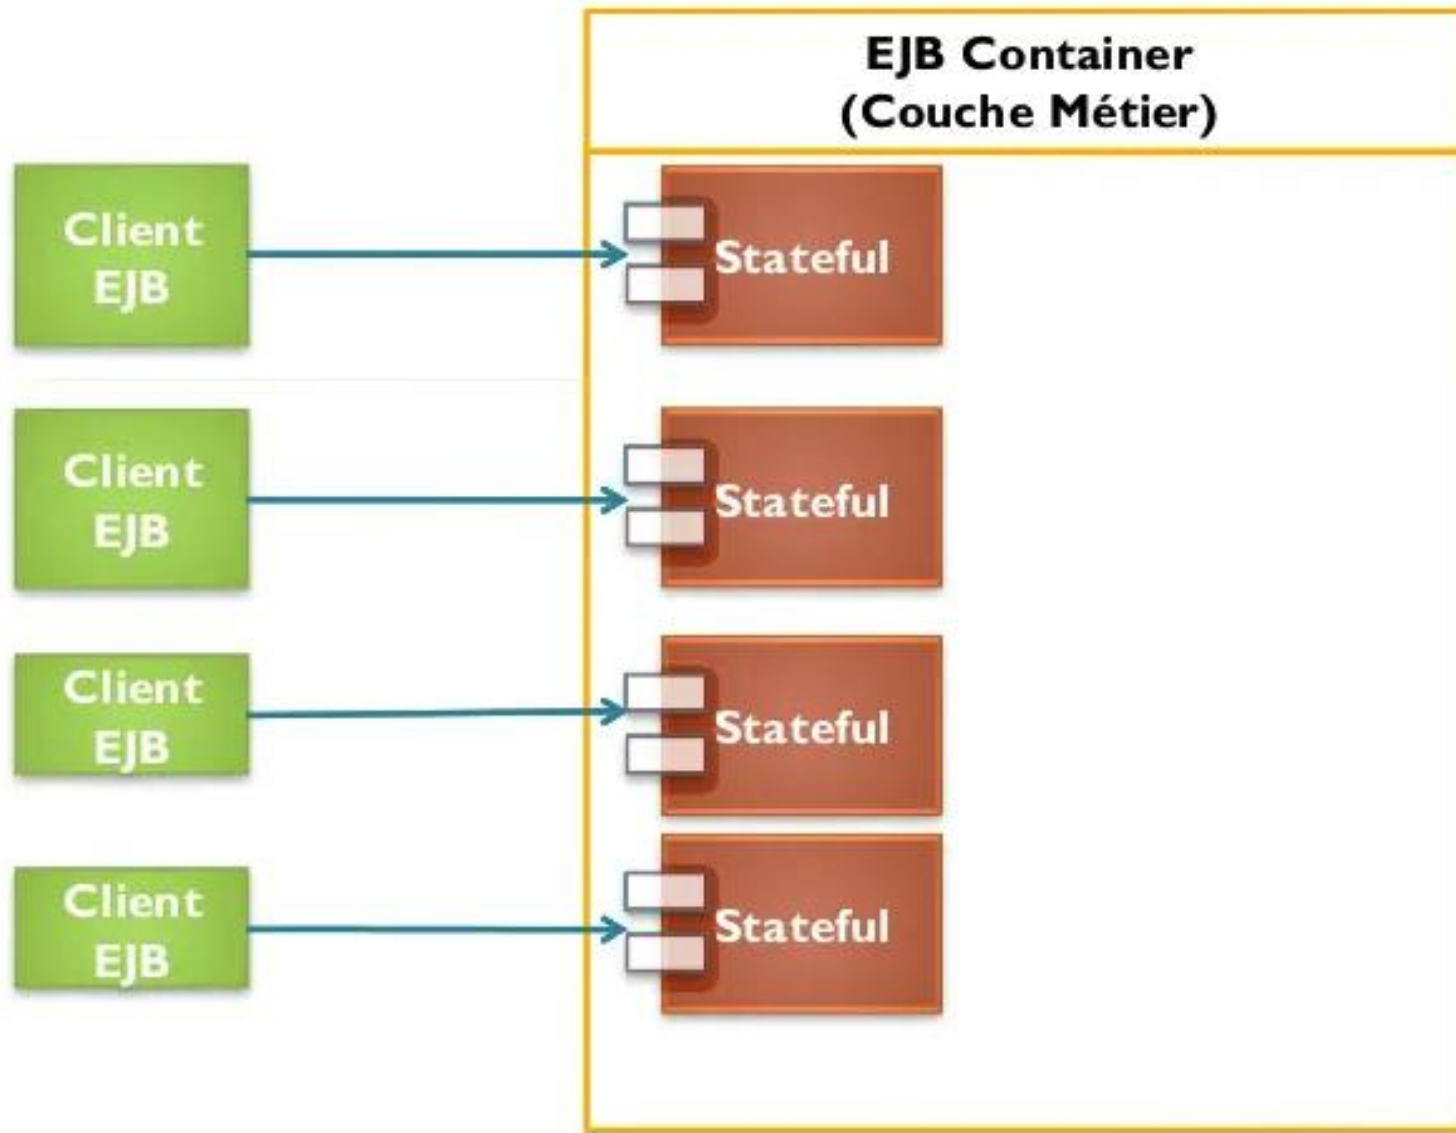 EJB Container
(Couche Métier)
Client
EJB
Stateful
Client
EJB
Stateful
Client
EJB
Stateful
Client
EJB
Stateful